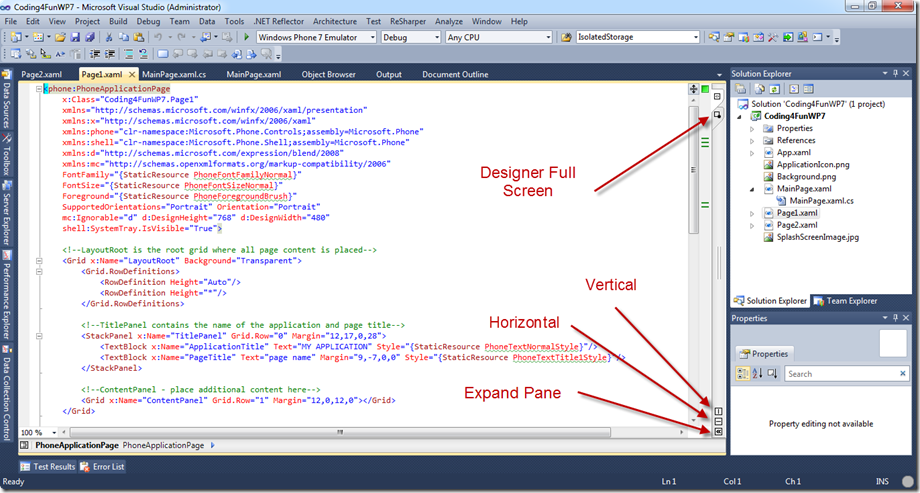 Coding4FunWP7 - Microsoft Visual Studio (Administrator)
File Edit View Project Build Debug Team Data Tools .NET Reflector Architecture Test ReSharper Analyze Window Help
Windows Phone 7 Emulator Debug Any CPU IsolatedStorage
Page2.xaml Page1.xaml MainPage.xaml.cs MainPage.xaml Object Browser Output Document Outline
Data Sources
Toolbox
Server Explorer
Performance Explorer
Data Collection Control
<phone:PhoneApplicationPage
x:Class="Coding4FunWP7.Page1"
xmlns="http://schemas.microsoft.com/winfx/2006/xaml/presentation"
xmlns:x="http://schemas.microsoft.com/winfx/2006/xaml"
xmlns:phone="clr-namespace:Microsoft.Phone.Controls;assembly=Microsoft.Phone"
xmlns:shell="clr-namespace:Microsoft.Phone.Shell;assembly=Microsoft.Phone"
xmlns:d="http://schemas.microsoft.com/expression/blend/2008"
xmlns:mc="http://schemas.openxmlformats.org/markup-compatibility/2006"
FontFamily="{StaticResource PhoneFontFamilyNormal}"
FontSize="{StaticResource PhoneFontSizeNormal}"
Foreground="{StaticResource PhoneForegroundBrush}"
SupportedOrientations="Portrait" Orientation="Portrait"
mc:Ignorable="d" d:DesignHeight="768" d:DesignWidth="480"
shell:SystemTray.IsVisible="True">
<!--LayoutRoot is the root grid where all page content is placed-->
<Grid x:Name="LayoutRoot" Background="Transparent">
<Grid.RowDefinitions>
<RowDefinition Height="Auto"/>
<RowDefinition Height="*"/>
</Grid.RowDefinitions>
<!--TitlePanel contains the name of the application and page title-->
<StackPanel x:Name="TitlePanel" Grid.Row="0" Margin="12,17,0,28">
<TextBlock x:Name="ApplicationTitle" Text="MY APPLICATION" Style="{StaticResource PhoneTextNormalStyle}"/>
<TextBlock x:Name="PageTitle" Text="page name" Margin="9,-7,0,0" Style="{StaticResource PhoneTextTitle1Style}"/>
</StackPanel>
<!--ContentPanel - place additional content here-->
<Grid x:Name="ContentPanel" Grid.Row="1" Margin="12,0,12,0"></Grid>
</Grid>
Designer Full
Screen
Vertical
Horizontal
Expand Pane
100 %
PhoneApplicationPage PhoneApplicationPage
Solution Explorer
Solution 'Coding4FunWP7' (1 project)
Coding4FunWP7
Properties
References
App.xaml
ApplicationIcon.png
Background.png
MainPage.xaml
MainPage.xaml.cs
Page1.xaml
Page2.xaml
SplashScreenImage.jpg
Solution Explorer Team Explorer
Properties
Properties
Search
Property editing not available
Test Results Error List
Ready Ln 1 Col 1 Ch 1 INS